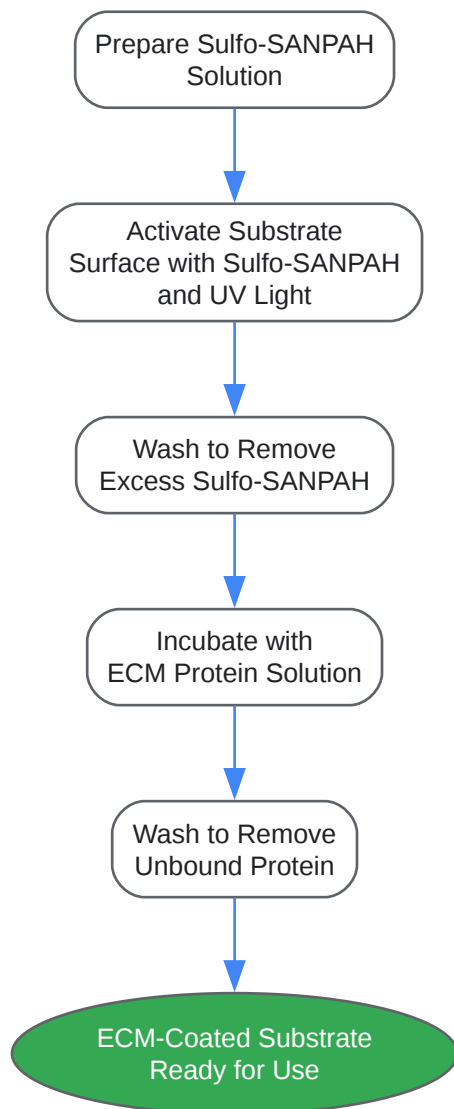 Prepare Sulfo-SANPAH
Solution
Activate Substrate
Surface with Sulfo-SANPAH
and UV Light
Wash to Remove
Excess Sulfo-SANPAH
Incubate with
ECM Protein Solution
Wash to Remove
Unbound Protein
ECM-Coated Substrate
Ready for Use